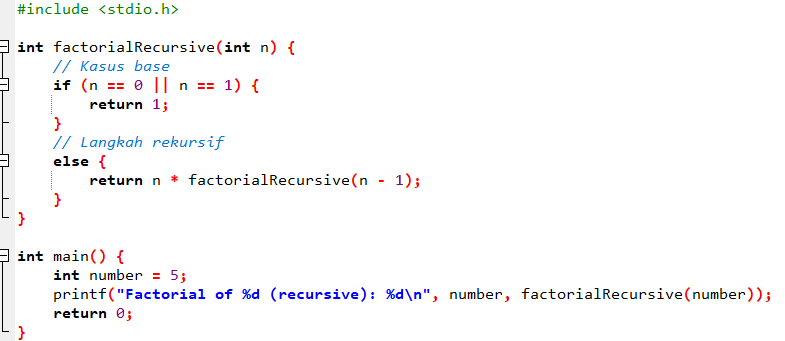 #include <stdio.h>
int factorialRecursive(int n) {
// Kasus base
if (n == 0 || n == 1) {
return 1;
}
// Langkah rekursif
else {
return n * factorialRecursive(n - 1);
}
}
int main() {
int number = 5;
printf("Factorial of %d (recursive): %d\n", number, factorialRecursive(number));
return 0;
}